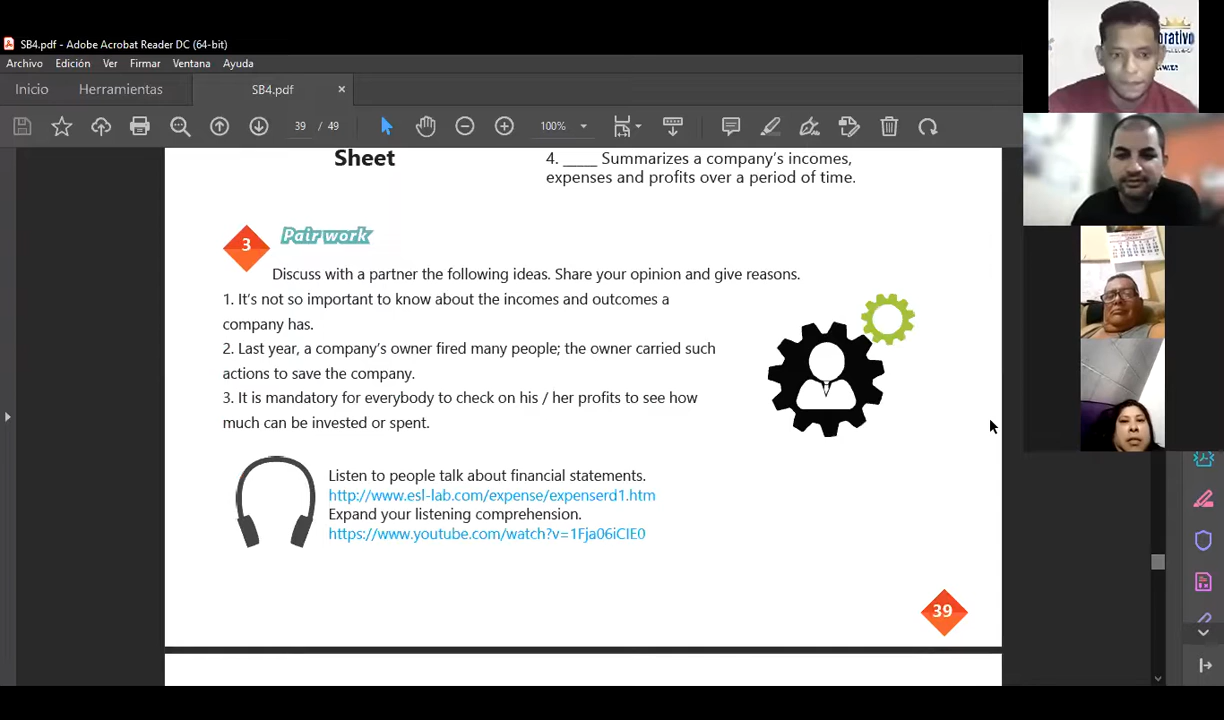 SB4.pdf - Adobe Acrobat Reader DC (64-bit)
Archivo Edición Ver Firmar Ventana Ayuda
Inicio Herramientas SB4.pdf ×
39 / 49 100%
Sheet
4. _____ Summarizes a company's incomes,
expenses and profits over a period of time.
3 Pair work
Discuss with a partner the following ideas. Share your opinion and give reasons.
1. It's not so important to know about the incomes and outcomes a
company has.
2. Last year, a company's owner fired many people; the owner carried such
actions to save the company.
3. It is mandatory for everybody to check on his / her profits to see how
much can be invested or spent.
Listen to people talk about financial statements.
http://www.esl-lab.com/expense/expenserd1.htm
Expand your listening comprehension.
https://www.youtube.com/watch?v=1Fja06iCIE0
39
orativo